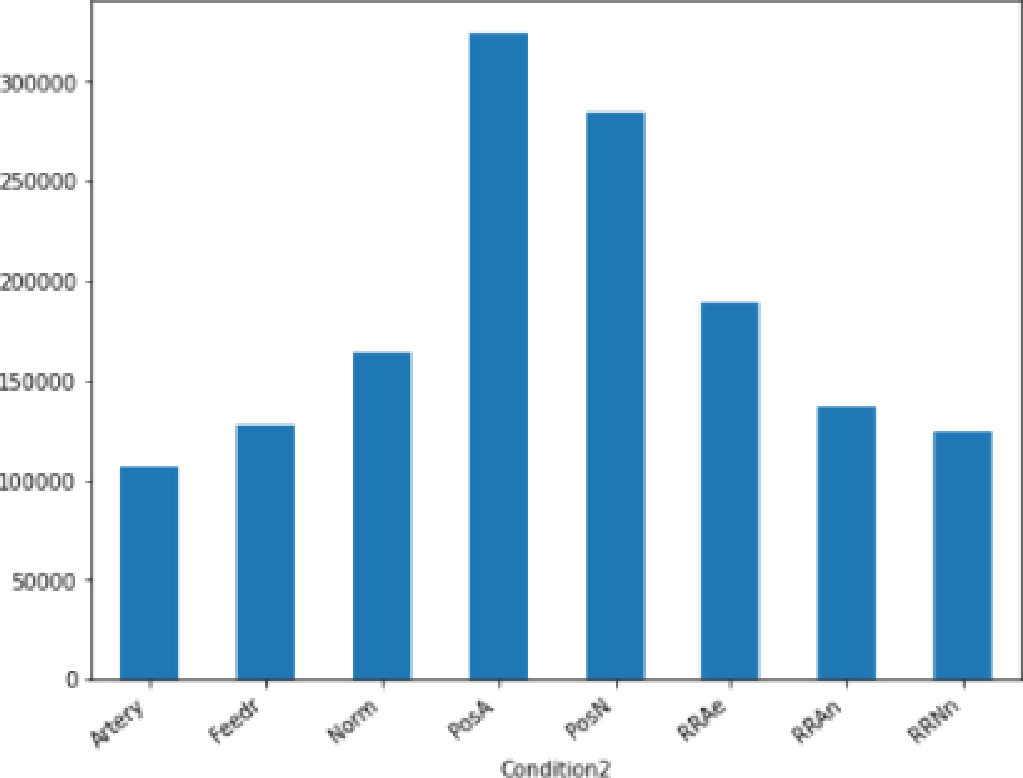 300000
250000
200000
150000
100000
50000
0
Artery
Feedr
Norm
PosA
PosN
RRAe
RRAn
RRNn
Condition2